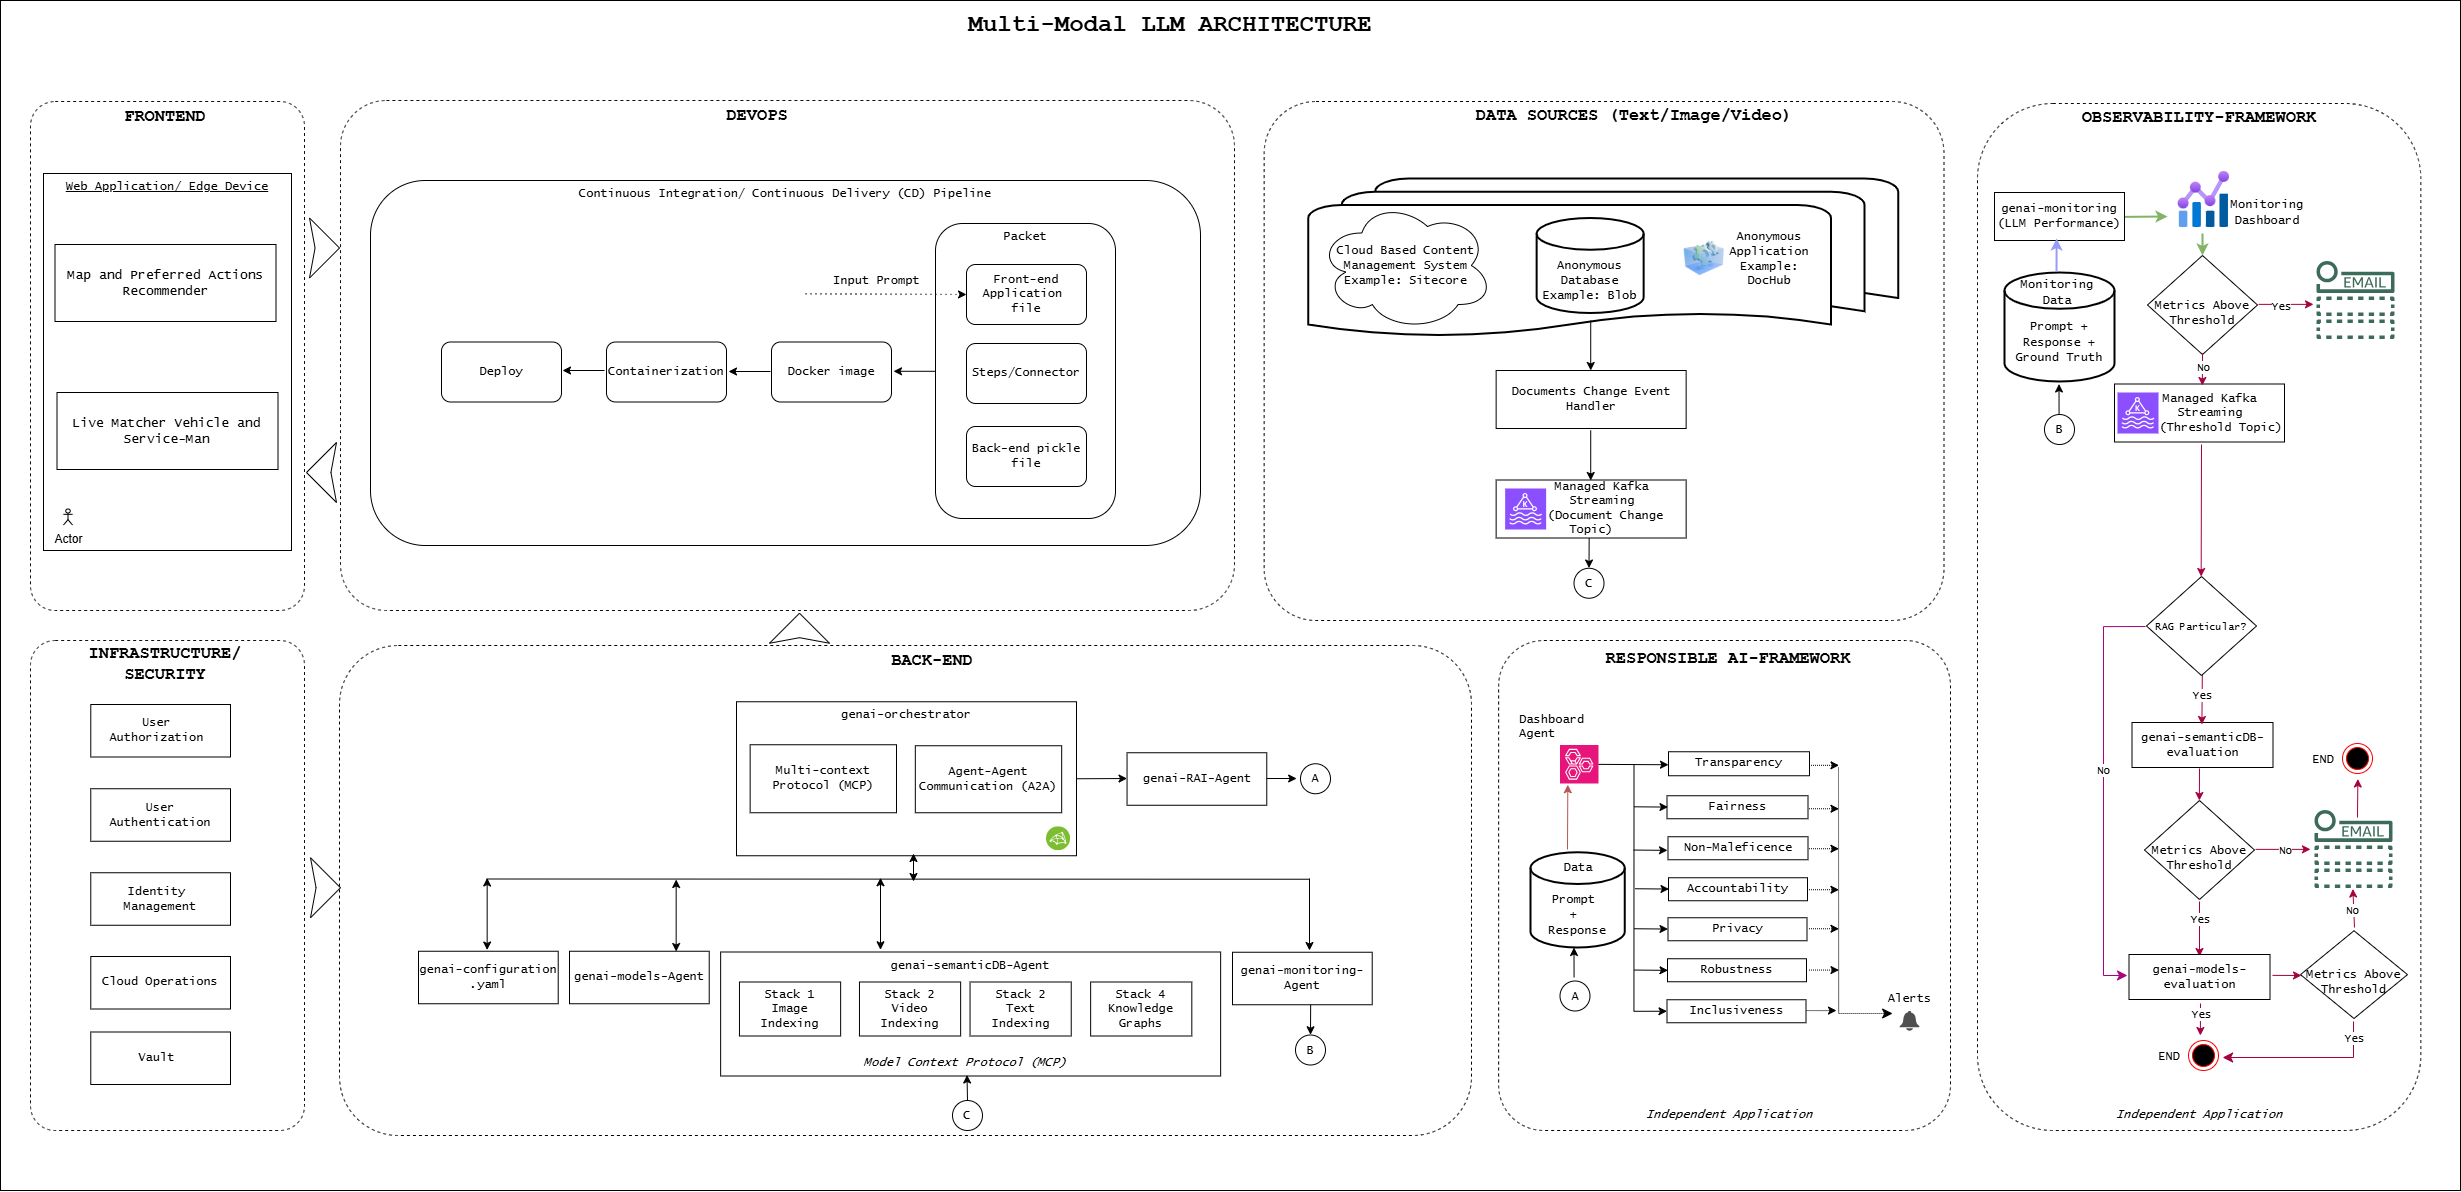 Multi-Modal LLM ARCHITECTURE
FRONTEND
Web Application/ Edge Device
Map and Preferred Actions
Recommender
Live Matcher Vehicle and
Service-Man
Actor
DEVOPS
Continuous Integration/ Continuous Delivery (CD) Pipeline
Packet
Input Prompt
Front-end
Application
file
Steps/Connector
Back-end pickle
file
Docker image
Containerization
Deploy
DATA SOURCES (Text/Image/Video)
Cloud Based Content
Management System
Example: Sitecore
Anonymous
Database
Example: Blob
Anonymous
Application
Example:
DocHub
Documents Change Event
Handler
Managed Kafka
Streaming
(Document Change
Topic)
K
C
OBSERVABILITY-FRAMEWORK
genai-monitoring
(LLM Performance)
Monitoring
Dashboard
Monitoring
Data
Prompt +
Response +
Ground Truth
B
Metrics Above
Threshold
Yes
EMAIL
No
Managed Kafka
Streaming
(Threshold Topic)
K
RAG Particular?
Yes
No
genai-semanticDB-
evaluation
END
Metrics Above
Threshold
No
EMAIL
Yes
No
genai-models-
evaluation
Metrics Above
Threshold
Yes
Yes
END
Independent Application
INFRASTRUCTURE/
SECURITY
User
Authorization
User
Authentication
Identity
Management
Cloud Operations
Vault
BACK-END
genai-orchestrator
Multi-context
Protocol (MCP)
Agent-Agent
Communication (A2A)
genai-RAI-Agent
A
genai-configuration
.yaml
genai-models-Agent
genai-semanticDB-Agent
Stack 1
Image
Indexing
Stack 2
Video
Indexing
Stack 2
Text
Indexing
Stack 4
Knowledge
Graphs
Model Context Protocol (MCP)
C
genai-monitoring-
Agent
B
RESPONSIBLE AI-FRAMEWORK
Dashboard
Agent
Data
Prompt
+
Response
A
Transparency
Fairness
Non-Maleficence
Accountability
Privacy
Robustness
Inclusiveness
Alerts
Independent Application